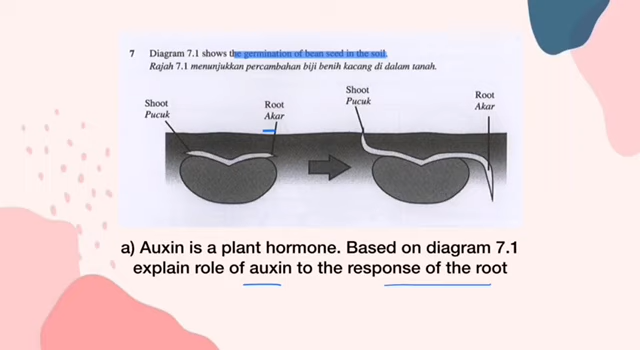 7 Diagram 7.1 shows the germination of bean seed in the soil.
Rajah 7.1 menunjukkan percambahan biji benih kacang di dalam tanah.
Shoot
Pucuk
Root
Akar
Shoot
Pucuk
Root
Akar
a) Auxin is a plant hormone. Based on diagram 7.1
explain role of auxin to the response of the root